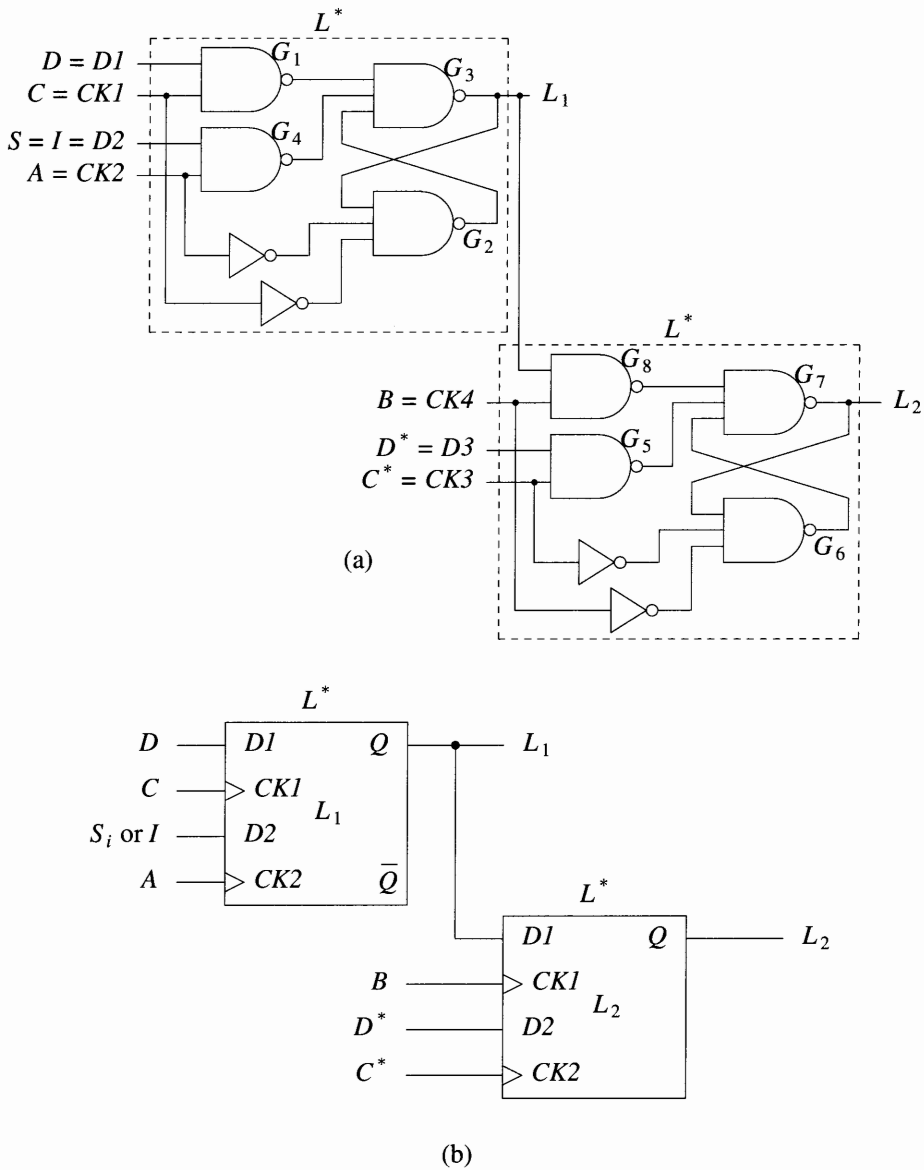 L*
D = D1
G1
G3
C = CK1
L1
S = I = D2
G4
A = CK2
G2
L*
G8
G7
B = CK4
L2
D* = D3
G5
C* = CK3
G6
(a)
L*
D
D1
Q
L1
C
CK1
L1
Si or I
D2
A
CK2
Q̅
L*
D1
Q
L2
B
CK1
L2
D*
D2
C*
CK2
(b)